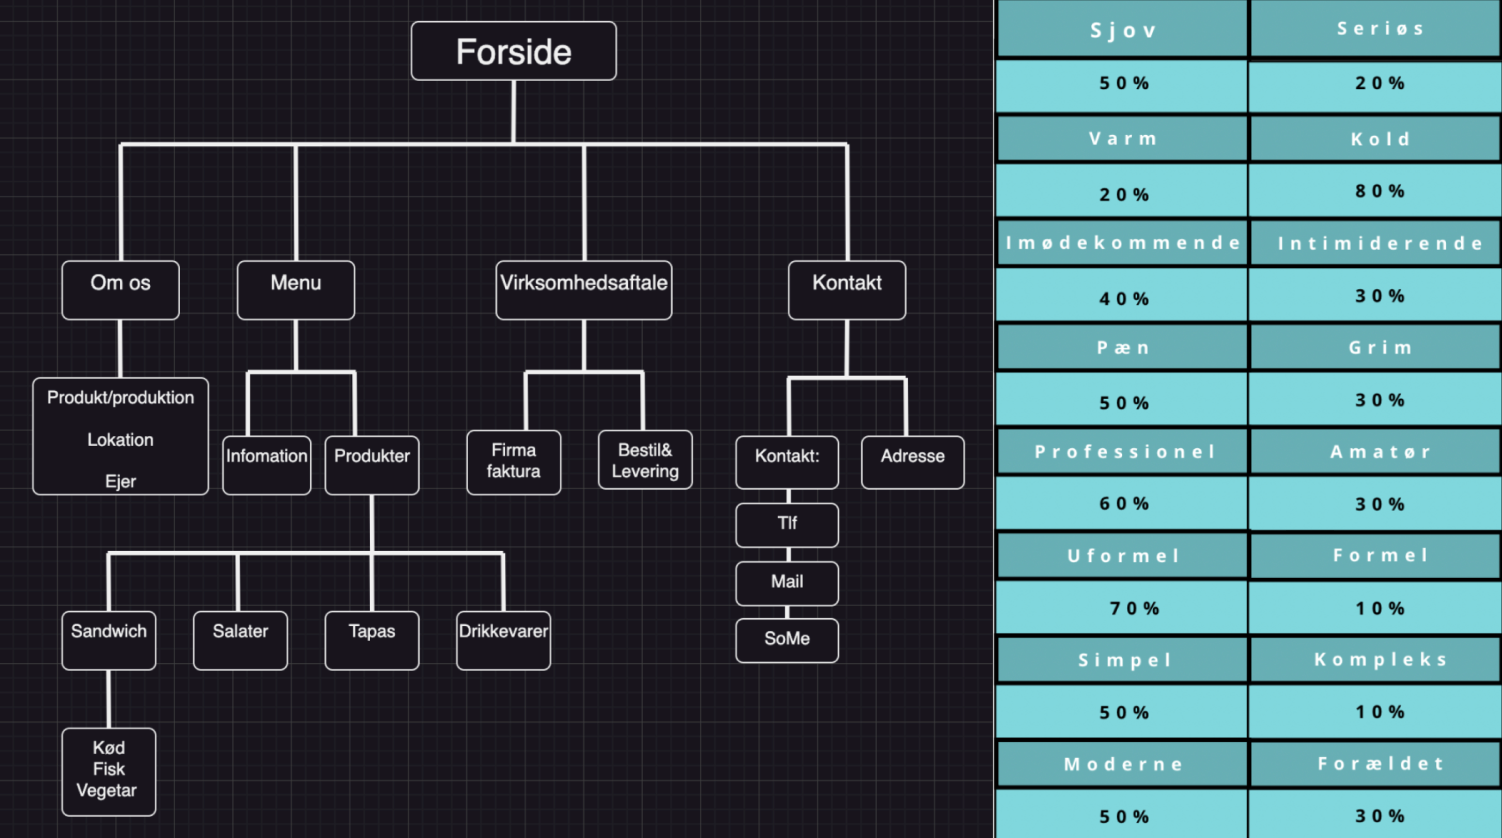 Forside
Om os
Menu
Virksomhedsaftale
Kontakt
Produkt/produktion
Lokation
Ejer
Infomation
Produkter
Firma
faktura
Bestil&
Levering
Kontakt:
Adresse
Tlf
Mail
SoMe
Sandwich
Salater
Tapas
Drikkevarer
Kød
Fisk
Vegetar
Sjov Seriøs
50% 20%
Varm Kold
20% 80%
Imødekommende Intimiderende
40% 30%
Pæn Grim
50% 30%
Professionel Amatør
60% 30%
Uformel Formel
70% 10%
Simpel Kompleks
50% 10%
Moderne Forældet
50% 30%